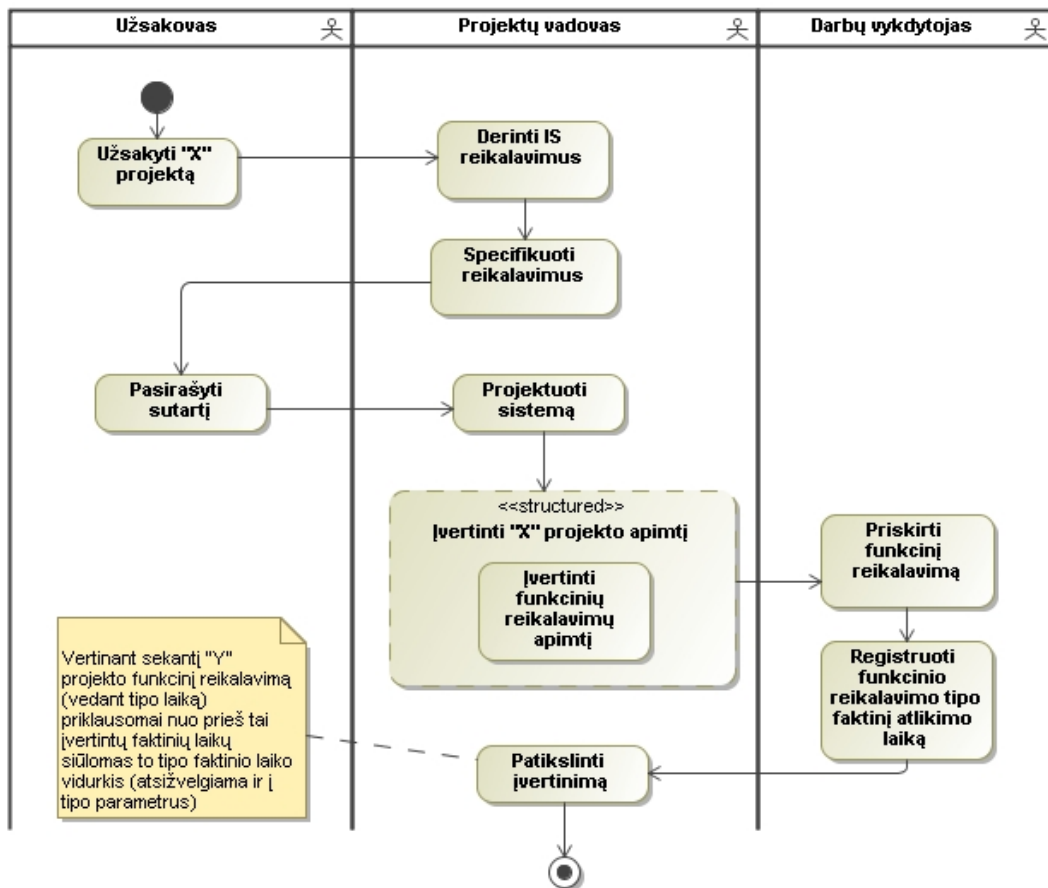 Užsakovas
Projektų vadovas
Darbų vykdytojas
Užsakyti "X"
projektą
Derinti IS
reikalavimus
Specifikuoti
reikalavimus
Pasirašyti
sutartį
Projektuoti
sistemą
<<structured>>
Įvertinti "X" projekto apimtį
Įvertinti
funkcinių
reikalavimų
apimtį
Priskirti
funkcinį
reikalavimą
Registruoti
funkcinio
reikalavimo tipo
faktinį atlikimo
laiką
Vertinant sekantį "Y"
projekto funkcinį reikalavimą
(vedant tipo laiką)
priklausomai nuo prieš tai
įvertintų faktinių laikų
siūlomas to tipo faktinio laiko
vidurkis (atsižvelgiama ir į
tipo parametrus)
Patikslinti
įvertinimą